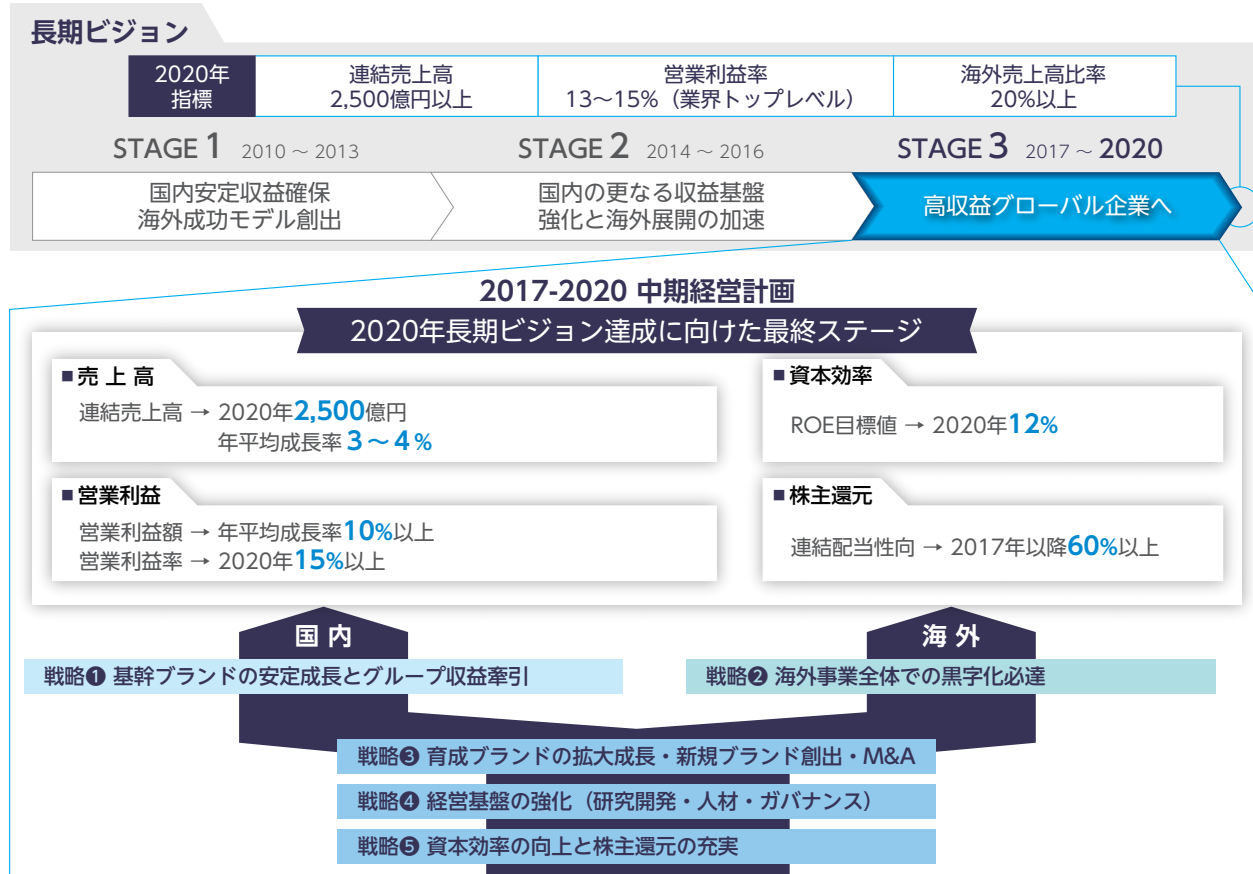 長期ビジョン
2020年
指標
連結売上高
2,500億円以上
営業利益率
13～15%（業界トップレベル）
海外売上高比率
20%以上
STAGE 1 2010 ～ 2013
国内安定収益確保
海外成功モデル創出
STAGE 2 2014 ～ 2016
国内の更なる収益基盤
強化と海外展開の加速
STAGE 3 2017 ～ 2020
高収益グローバル企業へ
2017-2020 中期経営計画
2020年長期ビジョン達成に向けた最終ステージ
■売上高
連結売上高 → 2020年2,500億円
年平均成長率 3～4%
■営業利益
営業利益額 → 年平均成長率10%以上
営業利益率 → 2020年15%以上
■資本効率
ROE目標値 → 2020年12%
■株主還元
連結配当性向 → 2017年以降60%以上
国内
戦略❶ 基幹ブランドの安定成長とグループ収益牽引
海外
戦略❷ 海外事業全体での黒字化必達
戦略❸ 育成ブランドの拡大成長・新規ブランド創出・M&A
戦略❹ 経営基盤の強化（研究開発・人材・ガバナンス）
戦略❺ 資本効率の向上と株主還元の充実